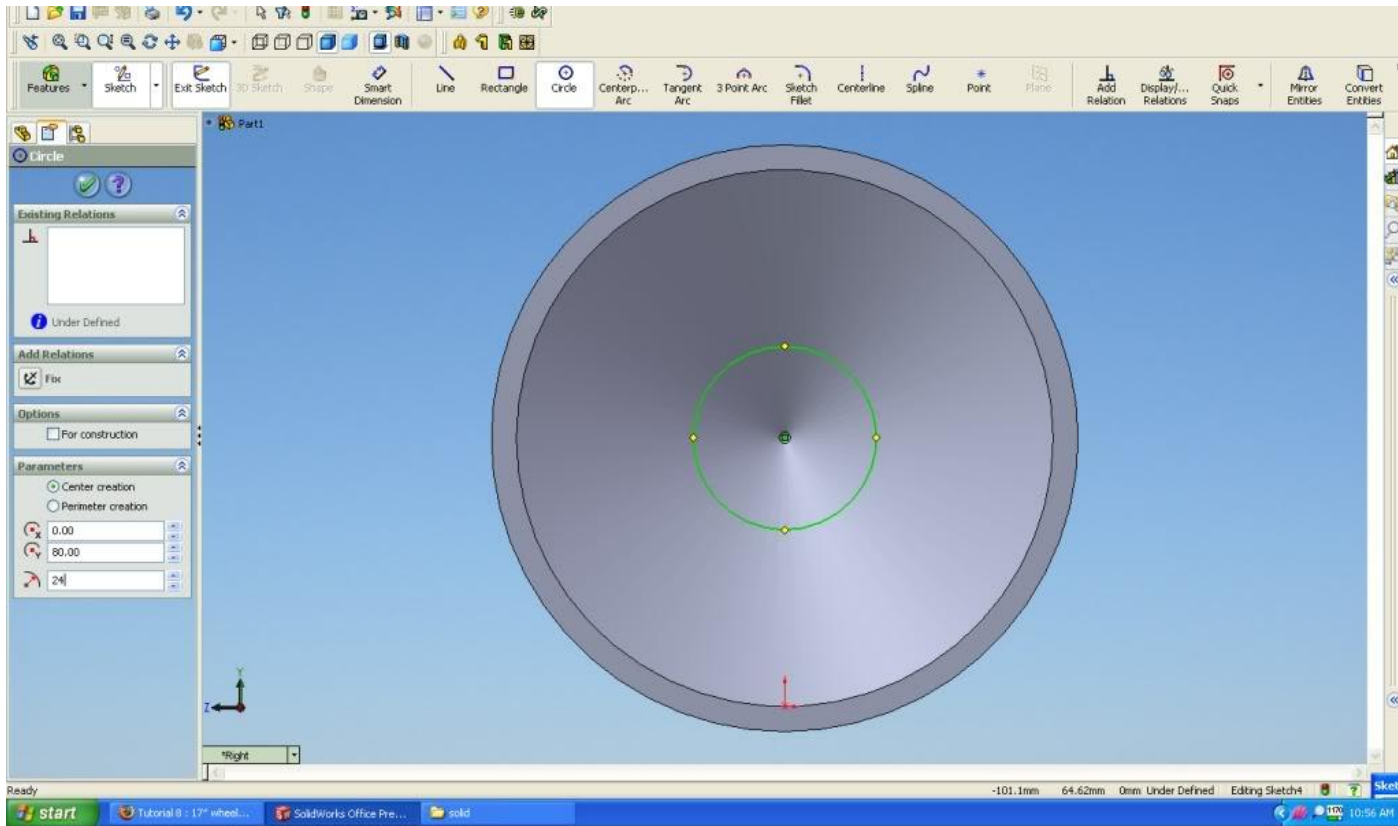 Features
Sketch
Exit Sketch
3D Sketch
Shape
Smart
Dimension
Line
Rectangle
Circle
Centerp...
Arc
Tangent
Arc
3 Point Arc
Sketch
Fillet
Centerline
Spline
Point
Plane
Add
Relation
Display/...
Relations
Quick
Snaps
Mirror
Entities
Convert
Entities
Part1
Circle
Existing Relations
Under Defined
Add Relations
Fix
Options
For construction
Parameters
Center creation
Perimeter creation
X 0.00
Y 80.00
24
Y
Z
*Right
Ready
-101.1mm 64.62mm 0mm Under Defined Editing Sketch4
Sket
start
Tutorial 8 : 17" wheel...
SolidWorks Office Pre...
solid
1170
10:56 AM